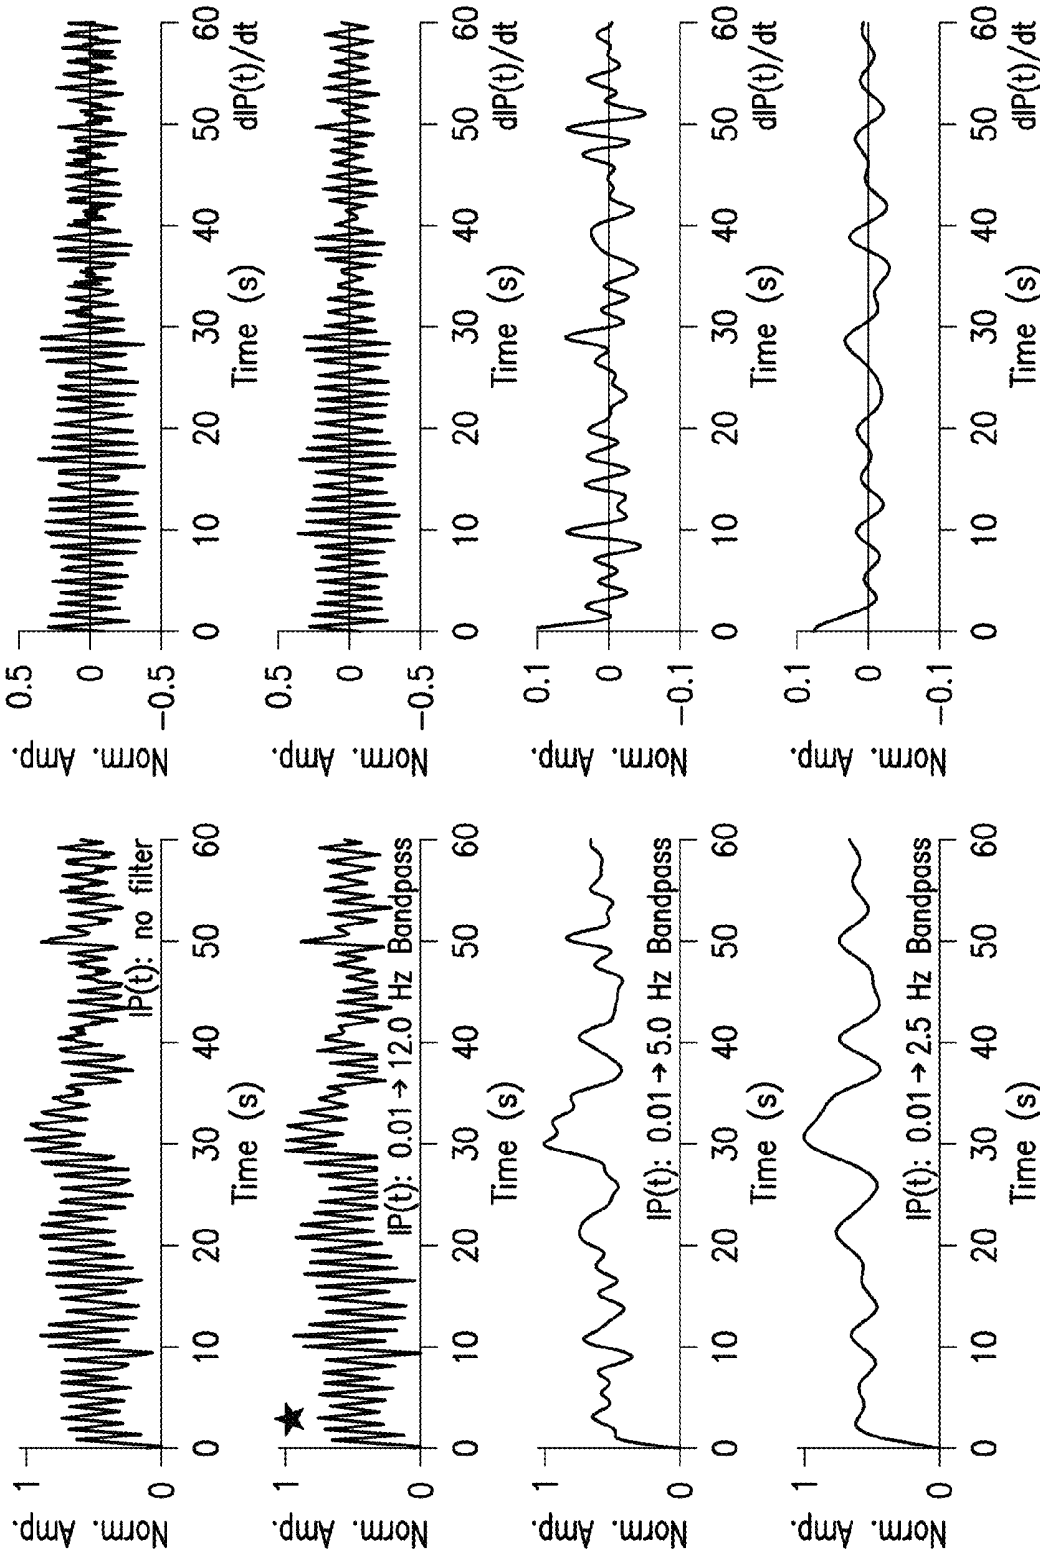 Norm. Amp.
1
0
0 10 20 30 40 50 60
IP(t): no filter
Time (s)
Norm. Amp.
0.5
0
−0.5
0 10 20 30 40 50 60
Time (s)
dIP(t)/dt
Norm. Amp.
1
0
★
0 10 20 30 40 50 60
IP(t): 0.01 → 12.0 Hz Bandpass
Time (s)
Norm. Amp.
0.5
0
−0.5
0 10 20 30 40 50 60
Time (s)
dIP(t)/dt
Norm. Amp.
1
0
0 10 20 30 40 50 60
IP(t): 0.01 → 5.0 Hz Bandpass
Time (s)
Norm. Amp.
0.1
0
−0.1
0 10 20 30 40 50 60
Time (s)
dIP(t)/dt
Norm. Amp.
1
0
0 10 20 30 40 50 60
IP(t): 0.01 → 2.5 Hz Bandpass
Time (s)
Norm. Amp.
0.1
0
−0.1
0 10 20 30 40 50 60
Time (s)
dIP(t)/dt